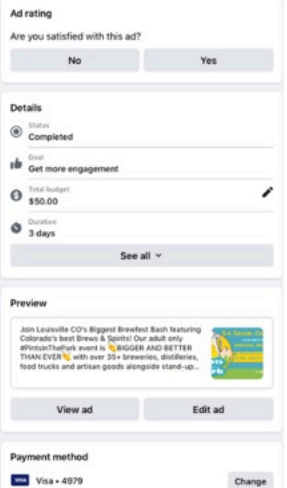 Ad rating
Are you satisfied with this ad?
No
Yes
Details
Status
Completed
Goal
Get more engagement
Total budget
$50.00
Duration
3 days
See all
Preview
Join Louisville CO's Biggest Brewfest Bash featuring
Colorado's best Brews & Spirits! Our adult only
#PintsInThePark event is 👏BIGGER AND BETTER
THAN EVER👏 with over 35+ breweries, distilleries,
food trucks and artisan goods alongside stand-up...
View ad
Edit ad
Payment method
VISA Visa • 4979
Change